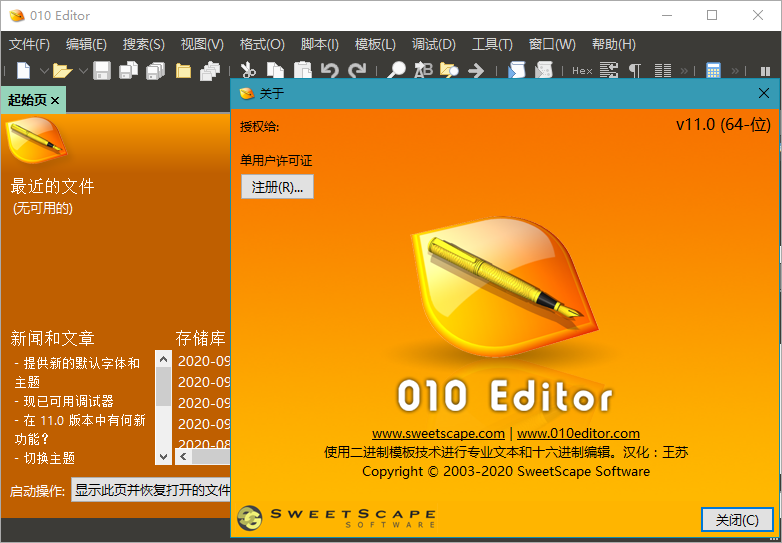 010 Editor
文件(F) 编辑(E) 搜索(S) 视图(V) 格式(O) 脚本(I) 模板(L) 调试(D) 工具(T) 窗口(W) 帮助(H)
Hex
起始页
关于
授权给:
v11.0 (64-位)
单用户许可证
注册(R)...
最近的文件
(无可用的)
新闻和文章
存储库
- 提供新的默认字体和
主题
- 现已可用调试器
- 在 11.0 版本中有何新
功能?
- 切换主题
2020-09
2020-09
2020-09
2020-09
2020-08
启动操作:
显示此页并恢复打开的文件
010 Editor
www.sweetscape.com | www.010editor.com
使用二进制模板技术进行专业文本和十六进制编辑。汉化：王苏
Copyright © 2003-2020 SweetScape Software
SWEETSCAPE
SOFTWARE
关闭(C)